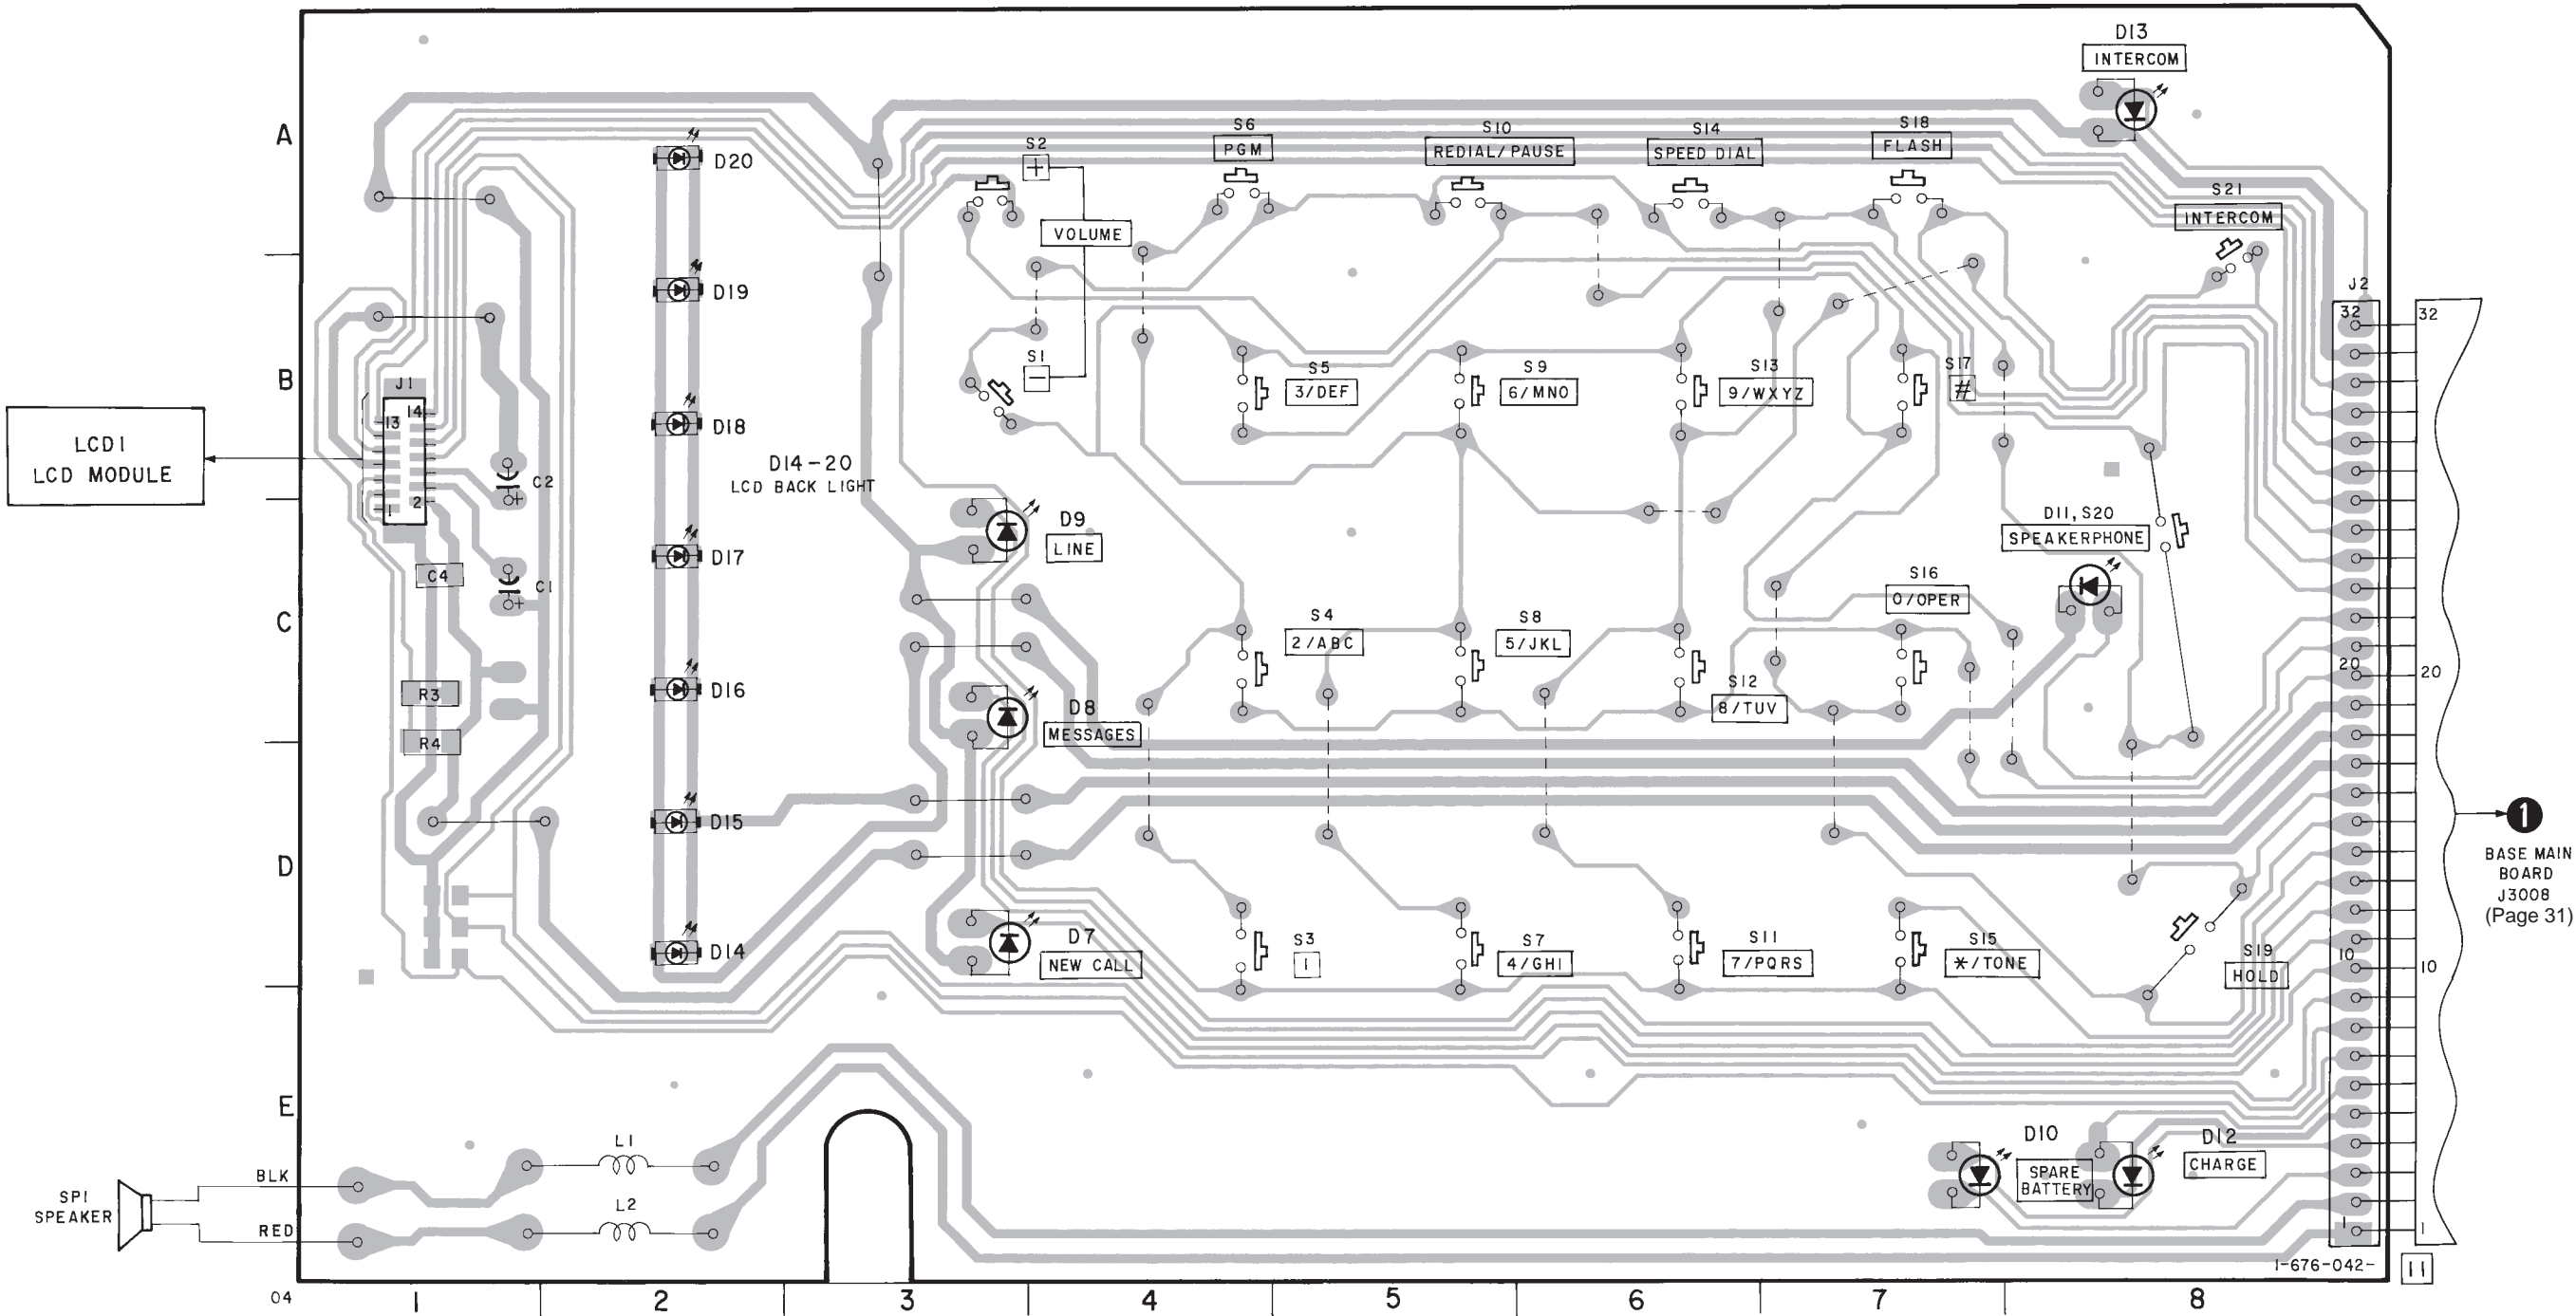 D13
INTERCOM
A
S6
PGM
S10
REDIAL/PAUSE
S14
SPEED DIAL
S18
FLASH
S2
+
D20
S21
INTERCOM
VOLUME
D19
J2
32
32
S1
−
B
S5
3/DEF
S9
6/MNO
S13
9/WXYZ
S17
#
J1
14
13
D18
LCD1
LCD MODULE
D14-20
LCD BACK LIGHT
C2
2
1
D11, S20
SPEAKERPHONE
D9
LINE
D17
C4
C1
S16
0/OPER
C
S4
2/ABC
S8
5/JKL
20
20
R3
D16
S12
8/TUV
D8
MESSAGES
R4
D15
1
BASE MAIN
BOARD
J3008
(Page 31)
D
D7
NEW CALL
D14
S3
1
S7
4/GHI
S11
7/PQRS
S15
*/TONE
S19
HOLD
10
10
E
L1
D10
SPARE
BATTERY
D12
CHARGE
BLK
SP1
SPEAKER
L2
RED
1
1
1-676-042-
11
04
1
2
3
4
5
6
7
8